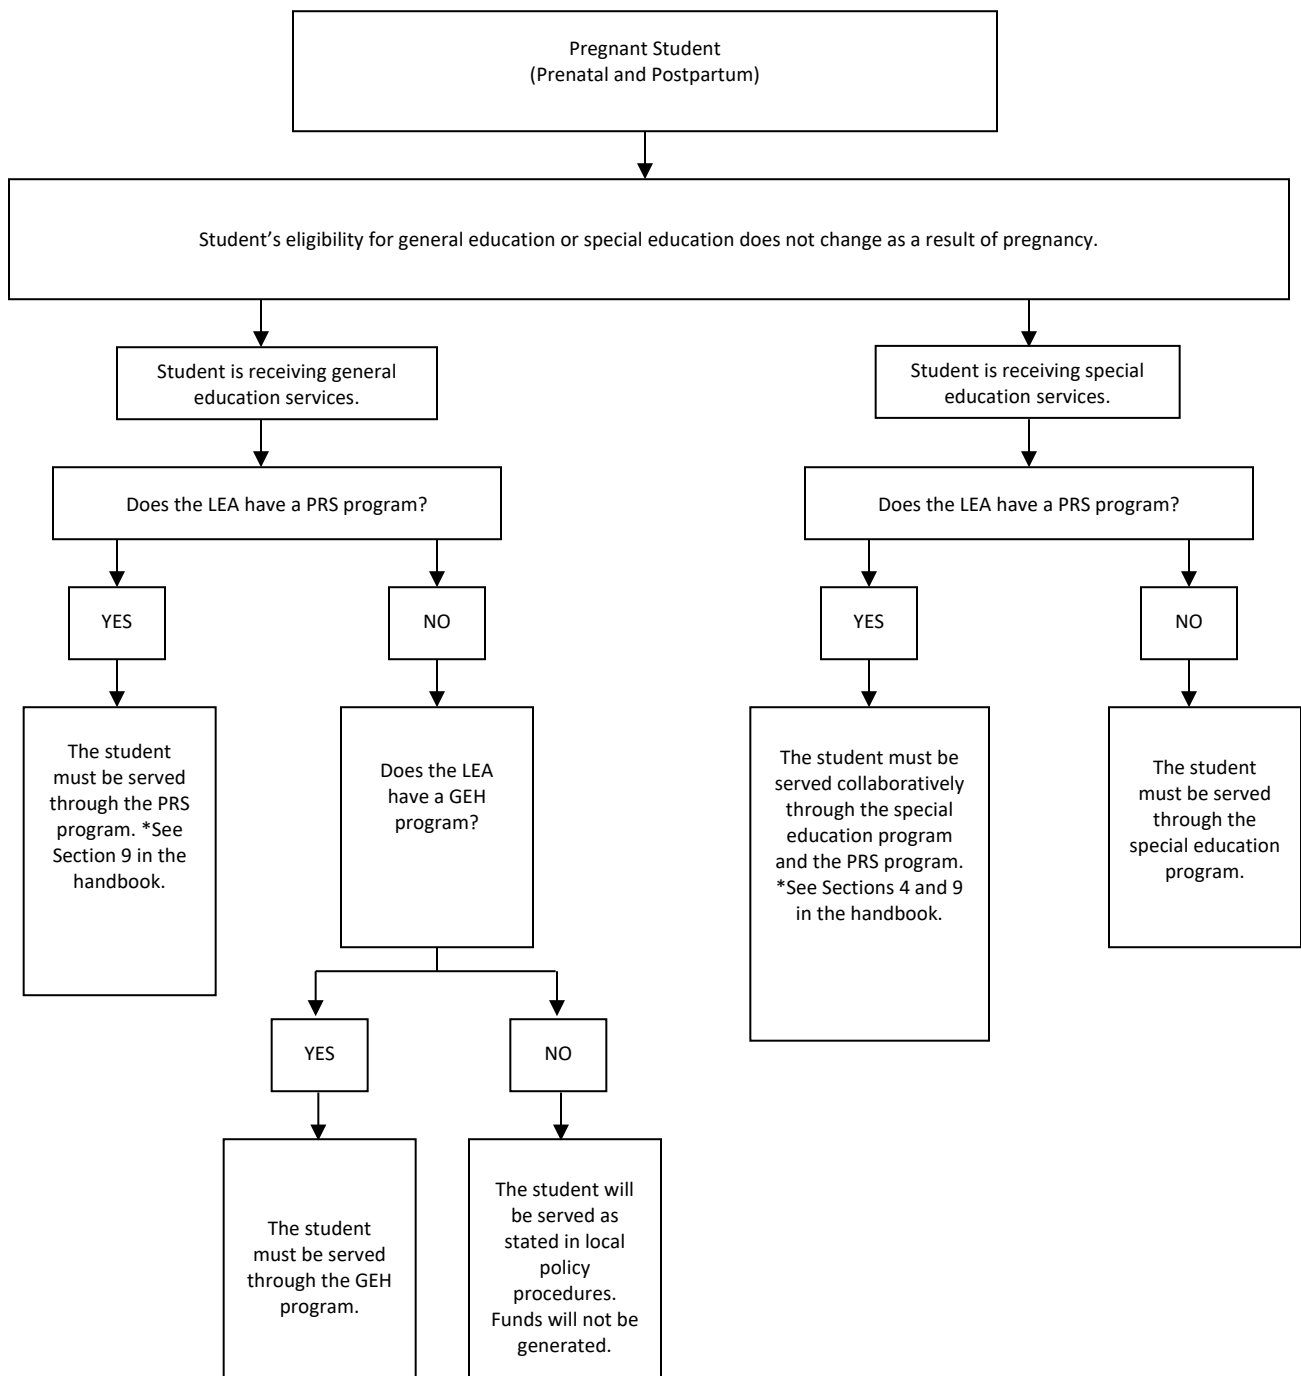 Pregnant Student
(Prenatal and Postpartum)
Student’s eligibility for general education or special education does not change as a result of pregnancy.
Student is receiving general
education services.
Student is receiving special
education services.
Does the LEA have a PRS program?
Does the LEA have a PRS program?
YES
NO
YES
NO
The student
must be served
through the PRS
program. *See
Section 9 in the
handbook.
Does the LEA
have a GEH
program?
The student must be
served collaboratively
through the special
education program
and the PRS program.
*See Sections 4 and 9
in the handbook.
The student
must be served
through the
special education
program.
YES
NO
The student
must be served
through the GEH
program.
The student will
be served as
stated in local
policy
procedures.
Funds will not be
generated.